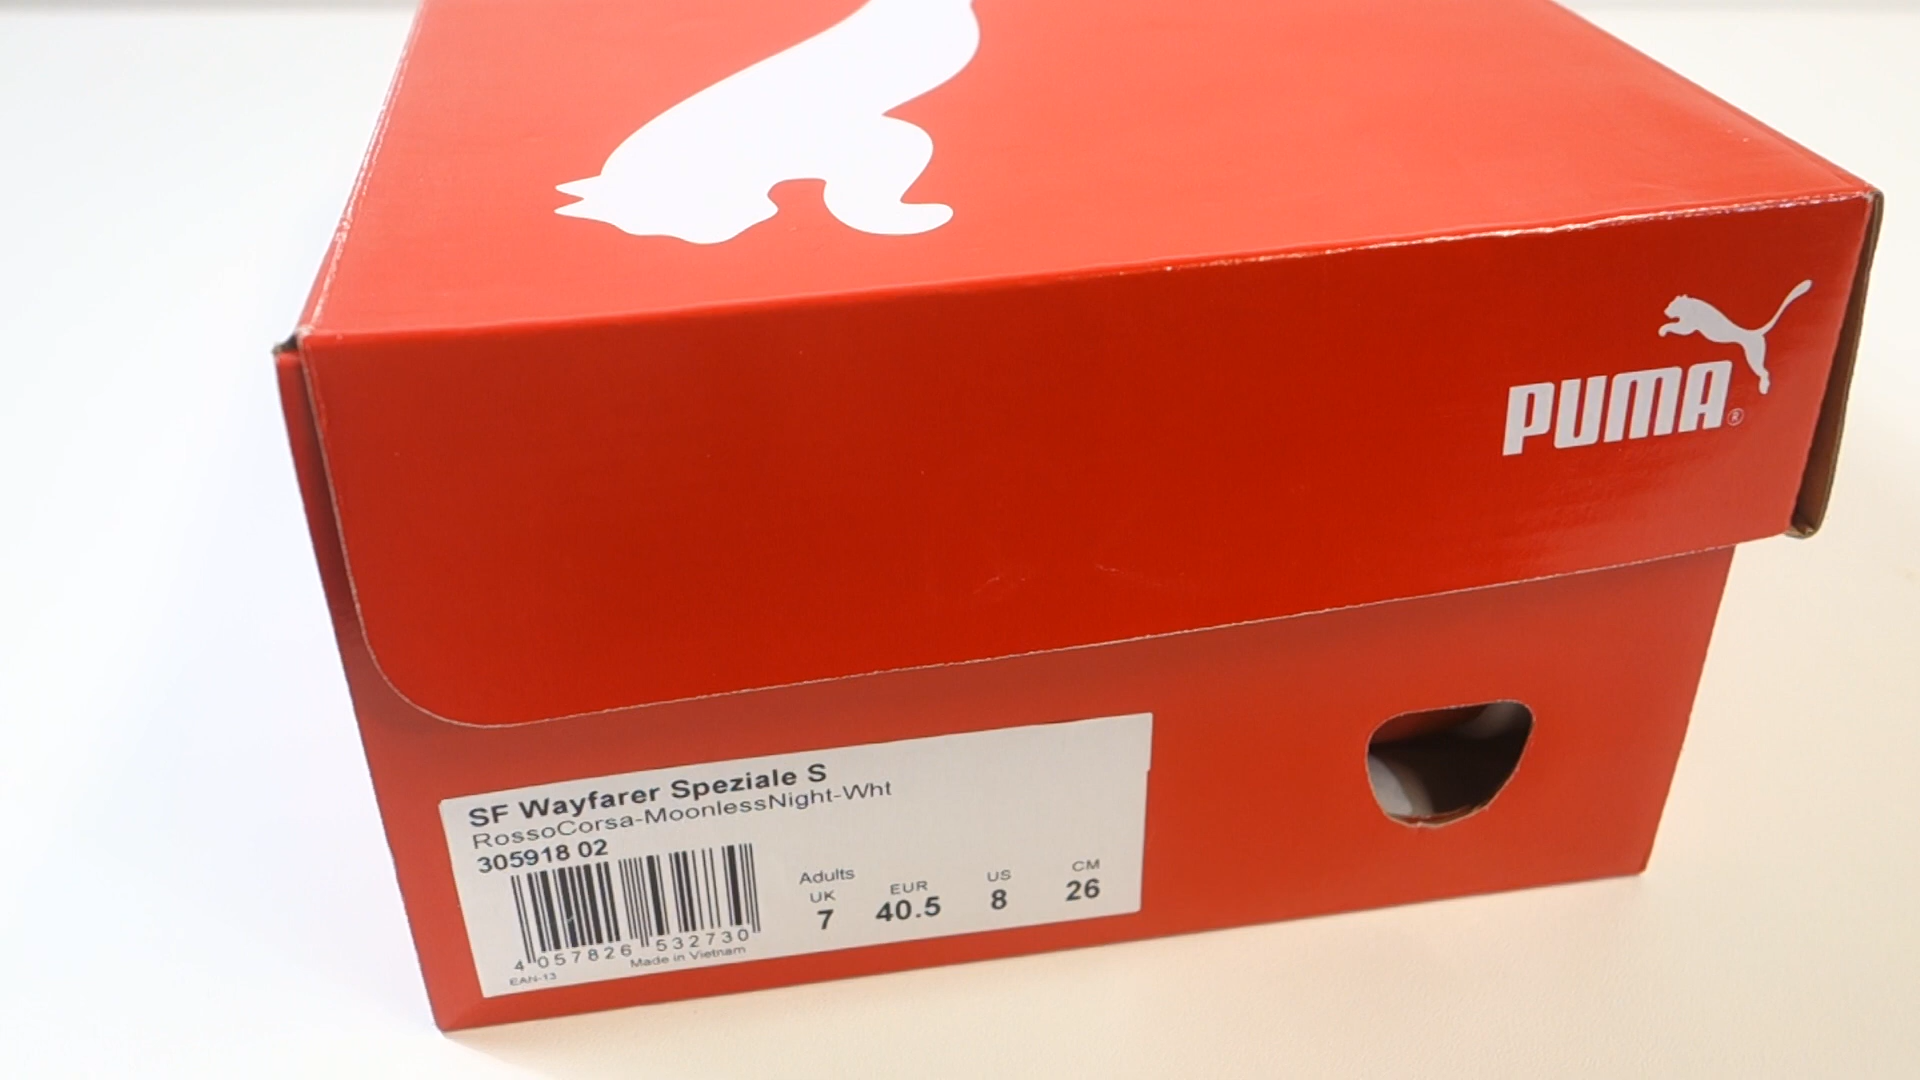 PUMA®
SF Wayfarer Speziale S
RossoCorsa-MoonlessNight-Wht
305918 02
4 057826 532730
EAN-13
Made in Vietnam
Adults
UK EUR US CM
7 40.5 8 26